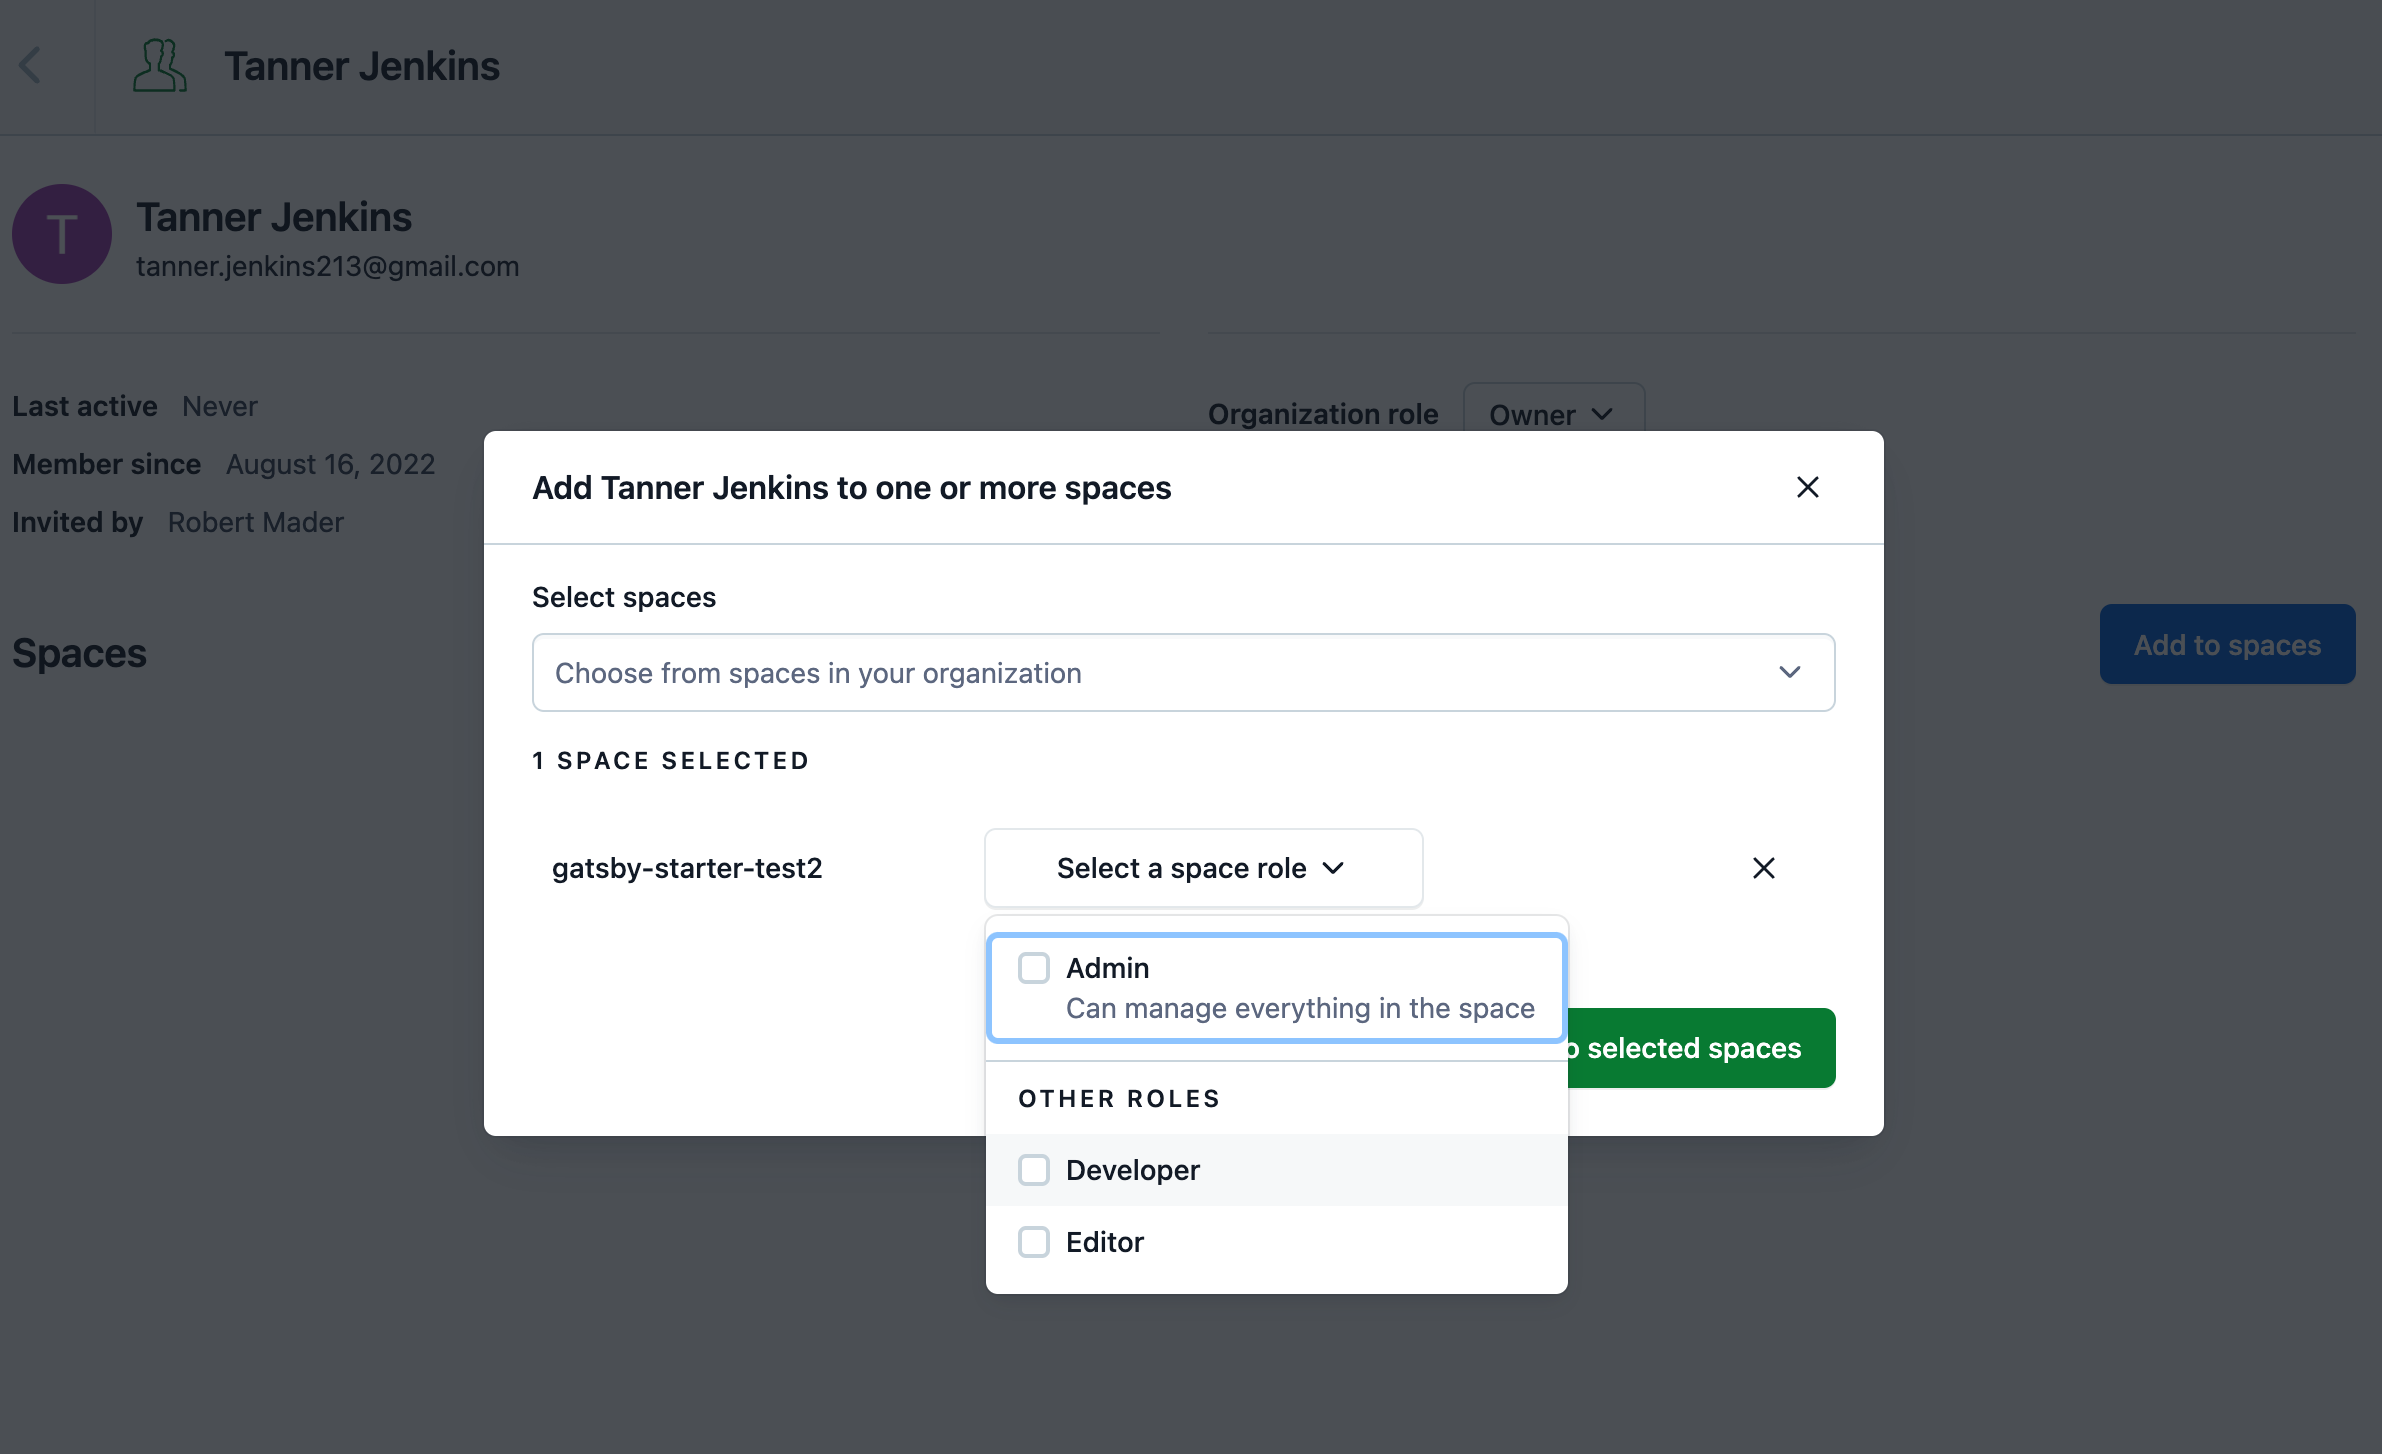 Tanner Jenkins
T
Tanner Jenkins
tanner.jenkins213@gmail.com
Last active Never
Organization role Owner
Member since August 16, 2022
Invited by Robert Mader
Spaces
Add to spaces
Add Tanner Jenkins to one or more spaces
Select spaces
Choose from spaces in your organization
1 SPACE SELECTED
gatsby-starter-test2
Select a space role
Admin
Can manage everything in the space
selected spaces
OTHER ROLES
Developer
Editor